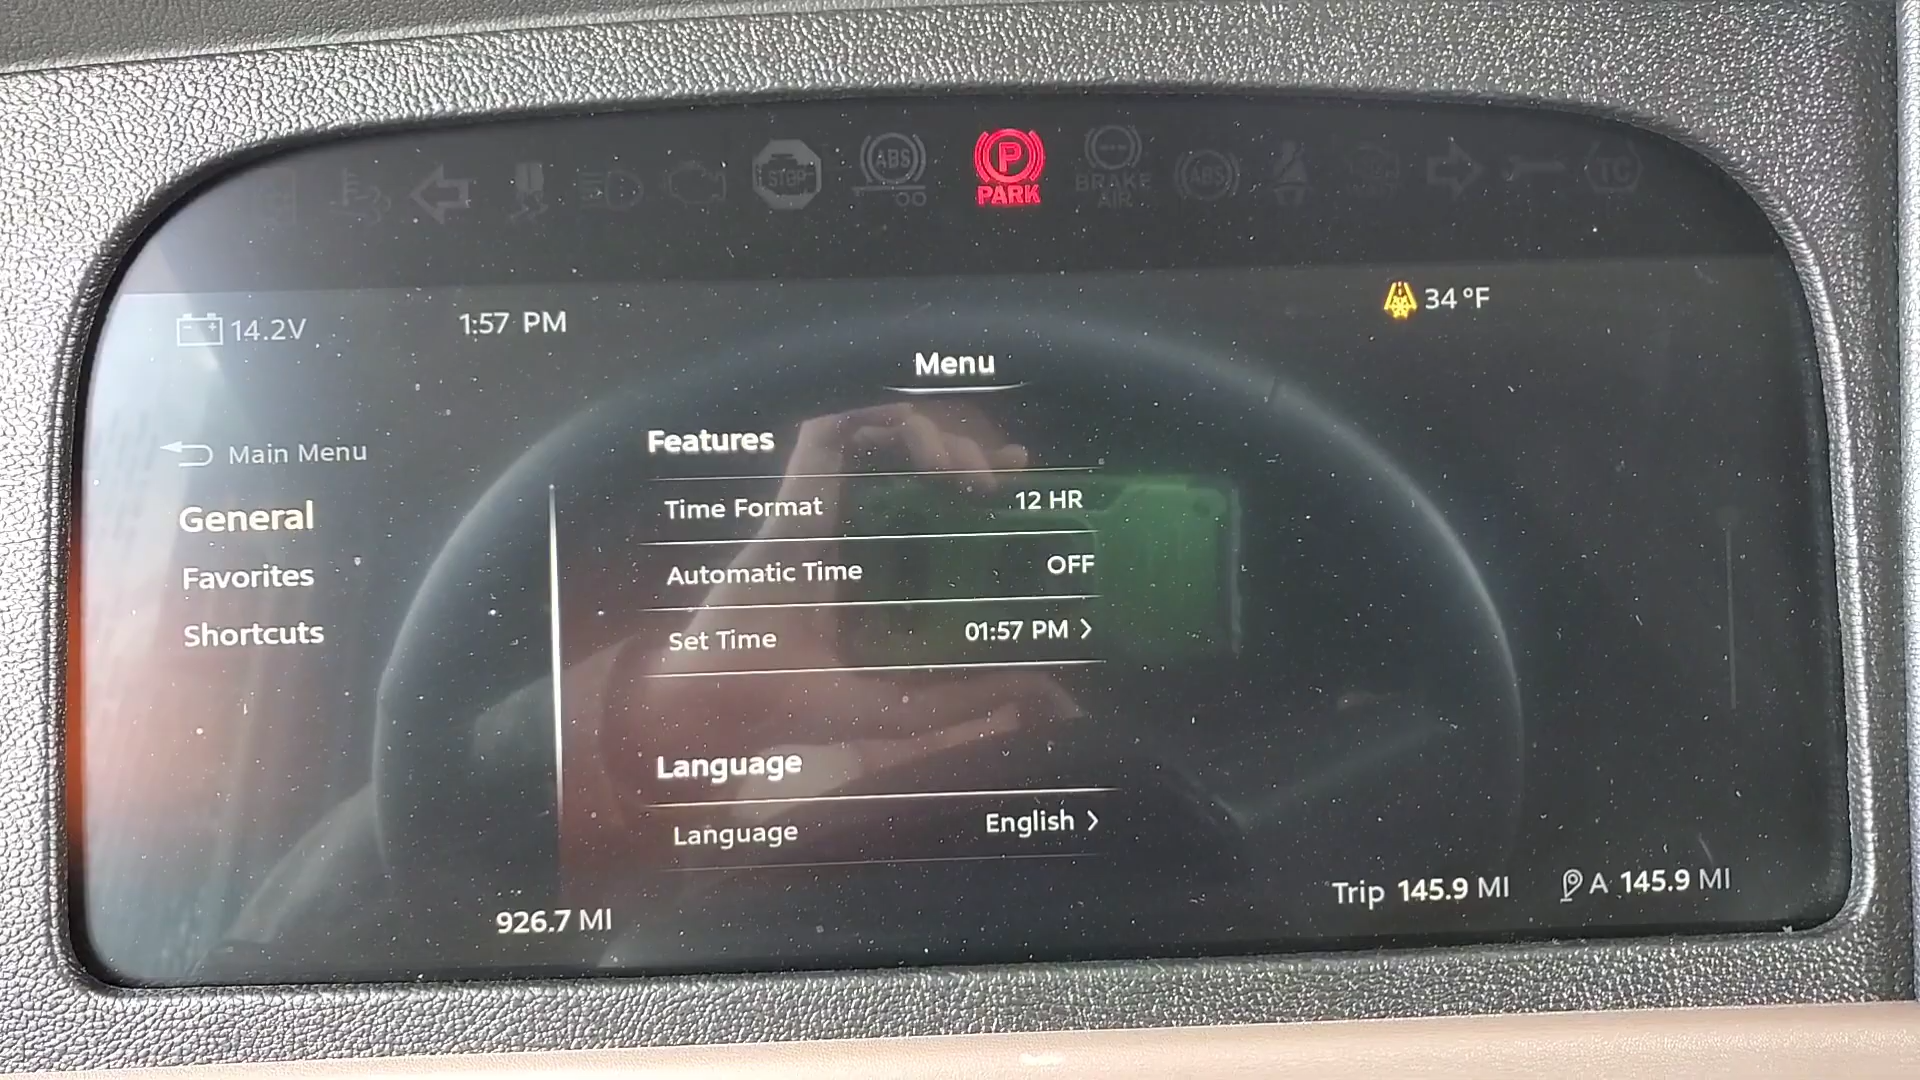 STOP
ABS
P
PARK
BRAKE
AIR
ABS
TC
14.2V
1:57 PM
34°F
Menu
Main Menu
General
Favorites
Shortcuts
Features
Time Format 12 HR
Automatic Time OFF
Set Time 01:57 PM >
Language
Language English >
926.7 MI
Trip 145.9 MI
A 145.9 MI